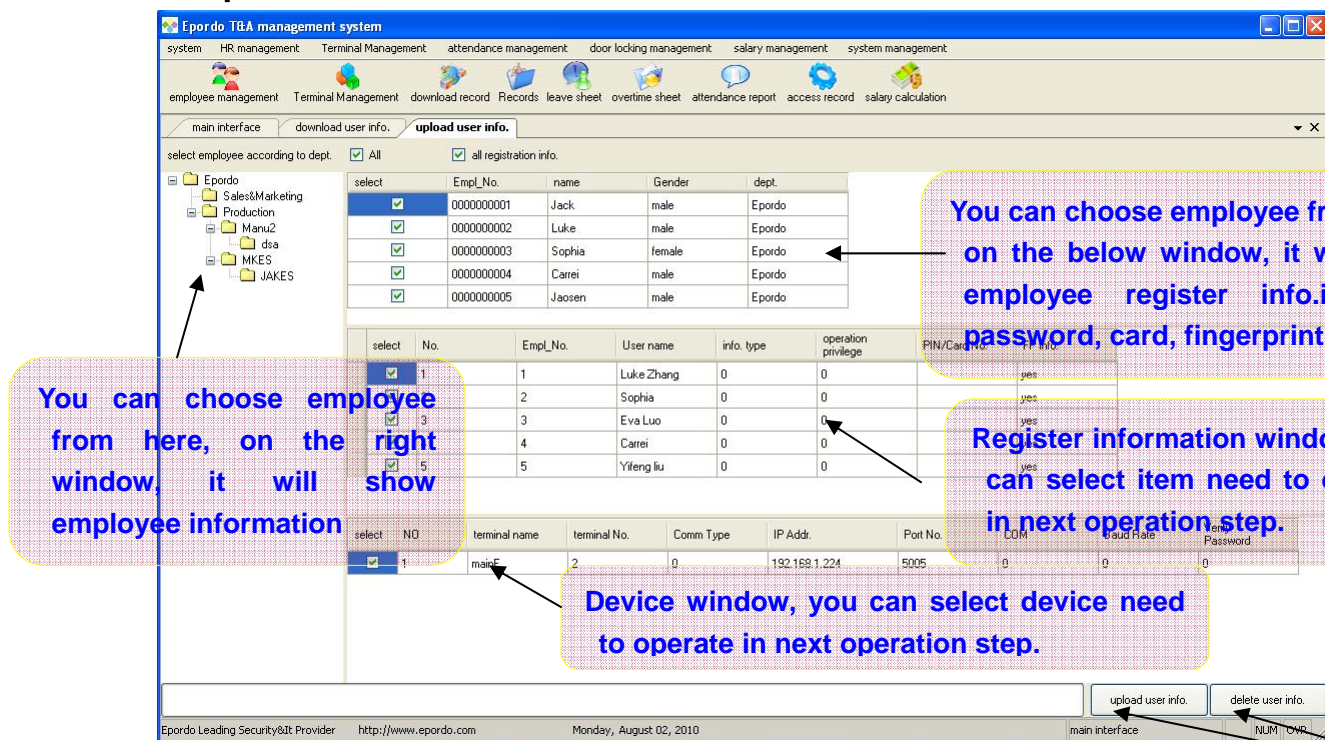 Epordo T&A management system
system HR management Terminal Management attendance management door locking management salary management system management
employee management Terminal Management download record Records leave sheet overtime sheet attendance report access record salary calculation
main interface download user info. upload user info.
select employee according to dept. All all registration info.
Epordo
Sales&Marketing
Production
Manu2
dsa
MKES
JAKES
select Empl_No. name Gender dept.
0000000001 Jack male Epordo
0000000002 Luke male Epordo
0000000003 Sophia female Epordo
0000000004 Carrei male Epordo
0000000005 Jaosen male Epordo
You can choose employee
on the below window, it
employee register
password, card, fingerprint
select No. Empl_No. User name info. type operation privilege PIN/Card No. FP info.
1 1 Luke Zhang 0 0 yes
2 Sophia 0 0 yes
3 3 Eva Luo 0 0 yes
4 Carrei 0 0
5 5 Yifeng liu 0 0 yes
You can choose employee
from here, on the right
window, it will show
employee information
Register information
can select item need to
in next operation step.
select NO terminal name terminal No. Comm Type IP Addr. Port No. COM Baud Rate Password
1 mainE 2 0 192.168.1.224 5005 0 0 0
Device window, you can select device need
to operate in next operation step.
upload user info. delete user info.
Epordo Leading Security&It Provider http://www.epordo.com Monday, August 02, 2010 main interface NUM OVR